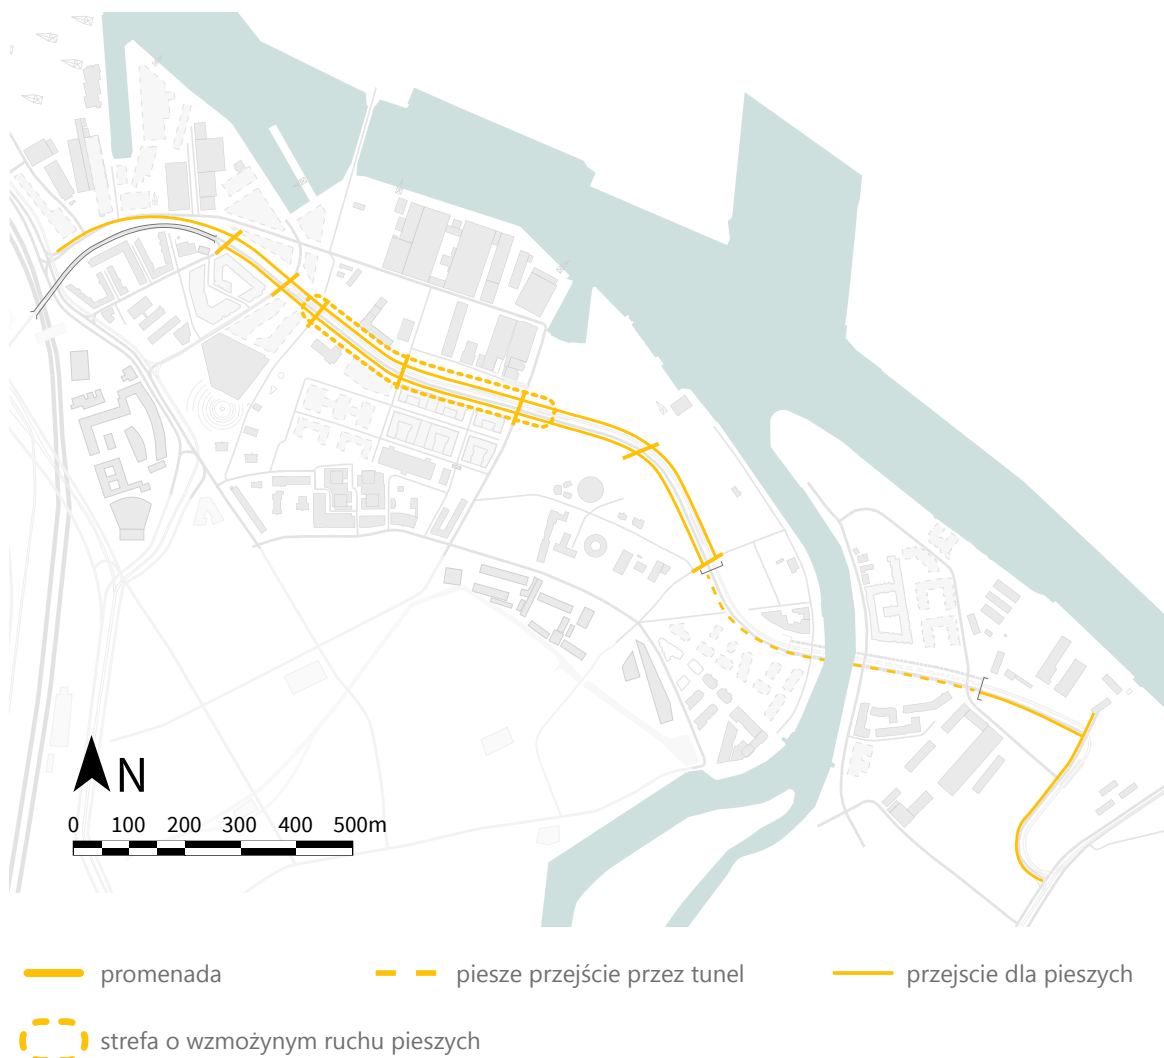 N
0 100 200 300 400 500m
promenada piesze przejście przez tunel przejscie dla pieszych
strefa o wzmożynym ruchu pieszych